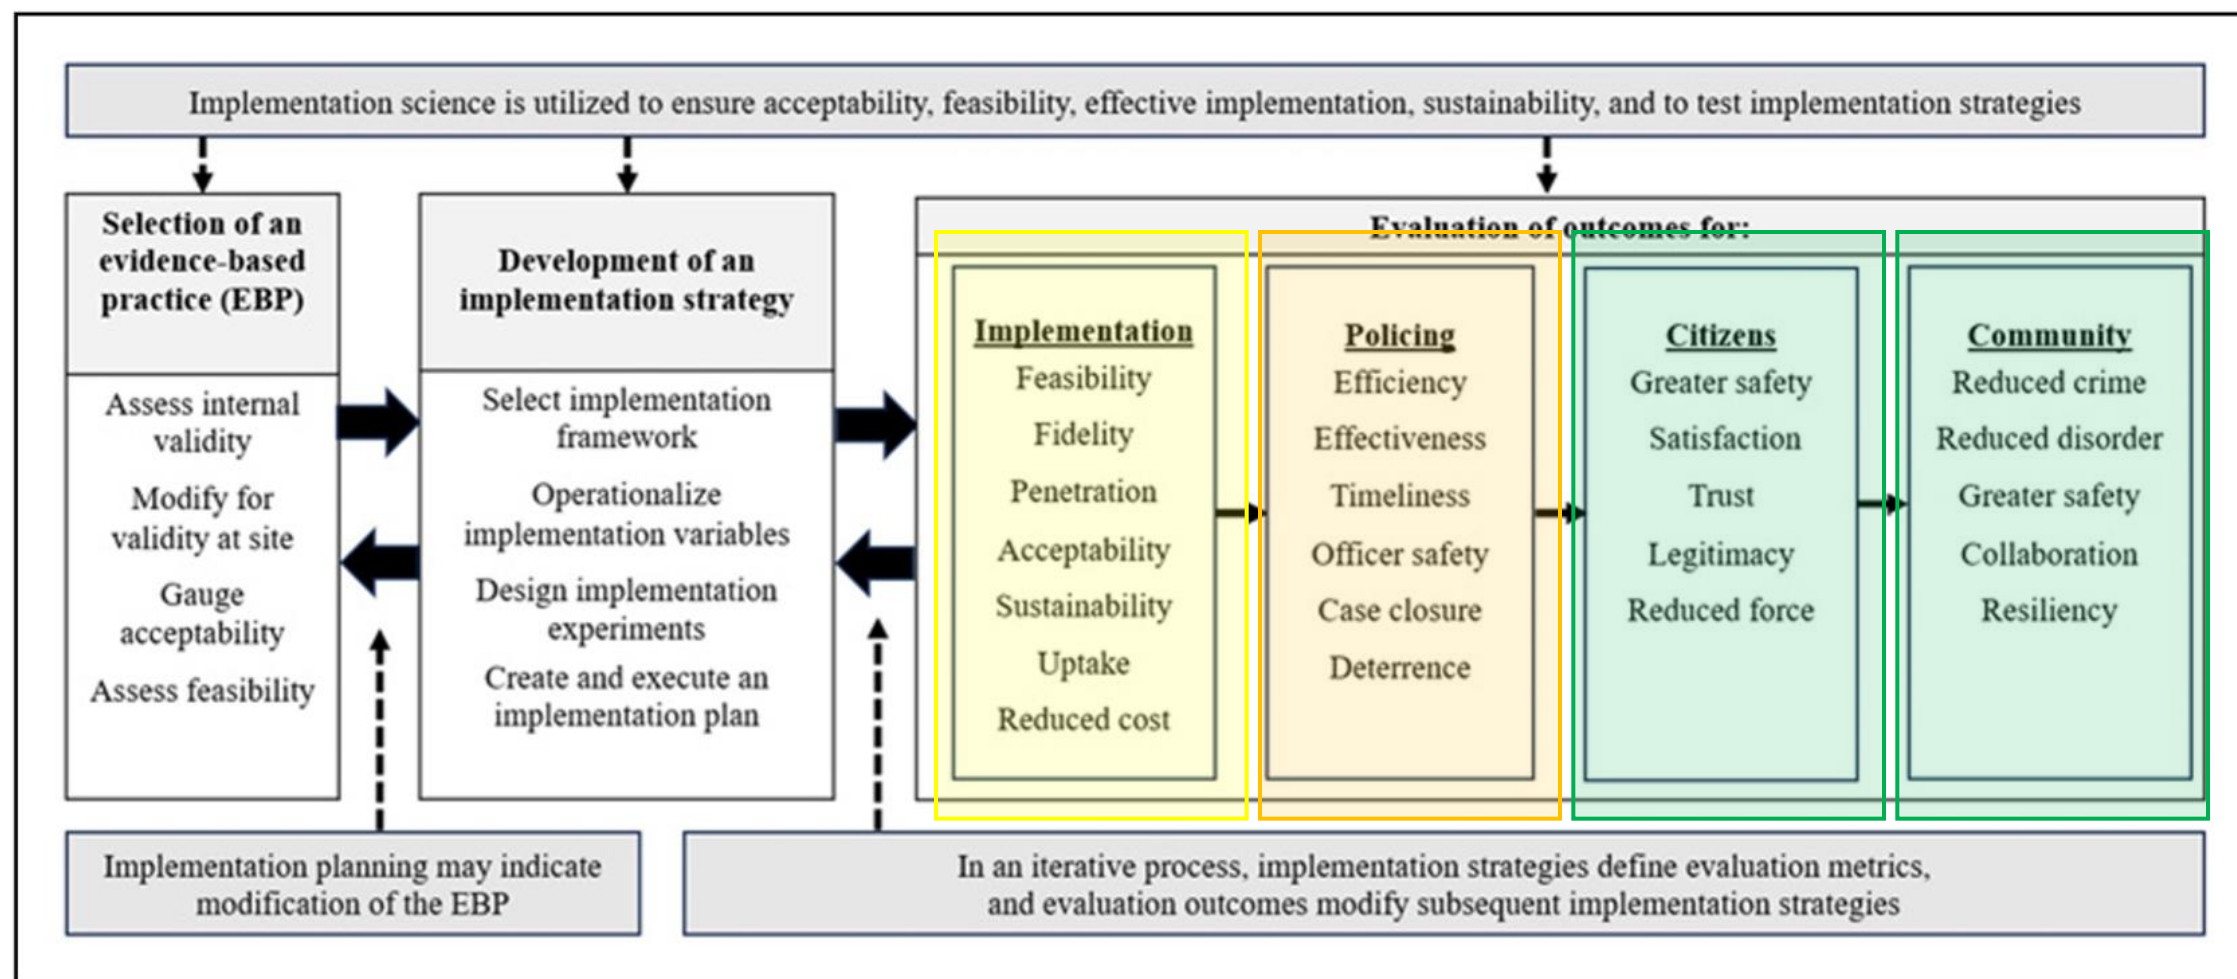 Implementation science is utilized to ensure acceptability, feasibility, effective implementation, sustainability, and to test implementation strategies
Selection of an
evidence-based
practice (EBP)
Assess internal
validity
Modify for
validity at site
Gauge
acceptability
Assess feasibility
Development of an
implementation strategy
Select implementation
framework
Operationalize
implementation variables
Design implementation
experiments
Create and execute an
implementation plan
Evaluation of outcomes for:
Implementation
Feasibility
Fidelity
Penetration
Acceptability
Sustainability
Uptake
Reduced cost
Policing
Efficiency
Effectiveness
Timeliness
Officer safety
Case closure
Deterrence
Citizens
Greater safety
Satisfaction
Trust
Legitimacy
Reduced force
Community
Reduced crime
Reduced disorder
Greater safety
Collaboration
Resiliency
Implementation planning may indicate
modification of the EBP
In an iterative process, implementation strategies define evaluation metrics,
and evaluation outcomes modify subsequent implementation strategies